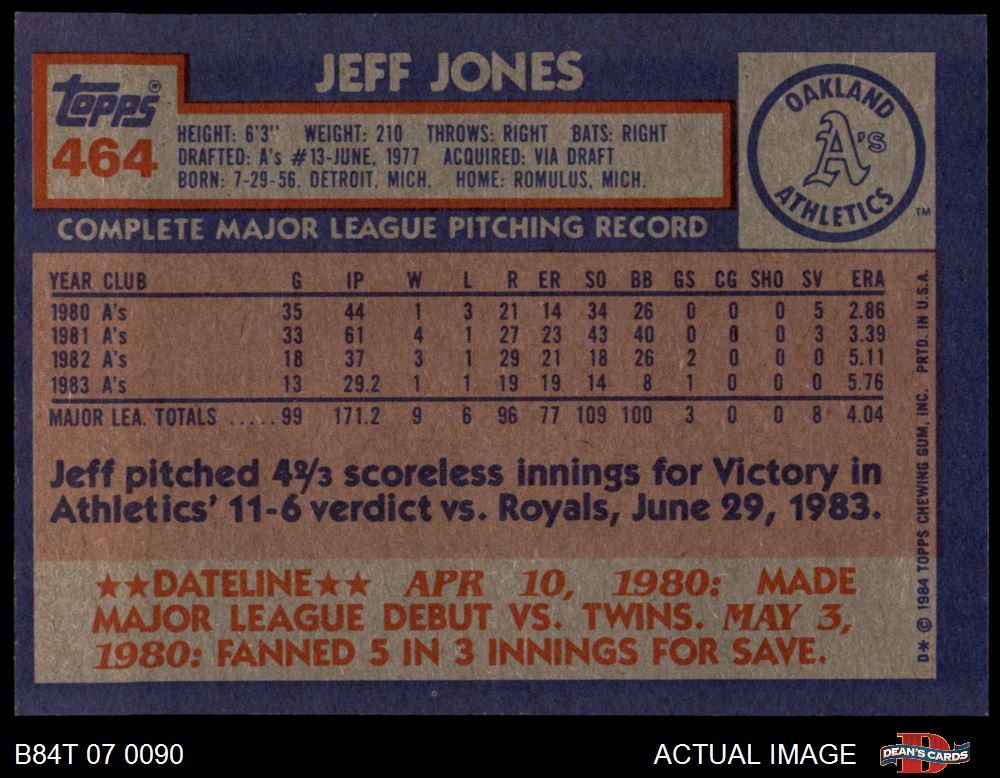 JEFF JONES
topps®
464
HEIGHT: 6'3" WEIGHT: 210 THROWS: RIGHT BATS: RIGHT
DRAFTED: A's #13-JUNE, 1977 ACQUIRED: VIA DRAFT
BORN: 7-29-56, DETROIT, MICH. HOME: ROMULUS, MICH.
OAKLAND
A's
ATHLETICS
TM
COMPLETE MAJOR LEAGUE PITCHING RECORD
YEAR CLUB G IP W L R ER SO BB GS CG SHO SV ERA
1980 A's 35 44 1 3 21 14 34 26 0 0 0 5 2.86
1981 A's 33 61 4 1 27 23 43 40 0 0 0 3 3.39
1982 A's 18 37 3 1 29 21 18 26 2 0 0 0 5.11
1983 A's 13 29.2 1 1 19 19 14 8 1 0 0 0 5.76
MAJOR LEA. TOTALS ..... 99 171.2 9 6 96 77 109 100 3 0 0 8 4.04
Jeff pitched 4⅔ scoreless innings for Victory in
Athletics' 11-6 verdict vs. Royals, June 29, 1983.
★★DATELINE★★ APR 10, 1980: MADE
MAJOR LEAGUE DEBUT VS. TWINS. MAY 3,
1980: FANNED 5 IN 3 INNINGS FOR SAVE.
D* © 1984 TOPPS CHEWING GUM, INC. PRTD. IN U.S.A.
B84T 07 0090
ACTUAL IMAGE
D
DEAN'S CARDS